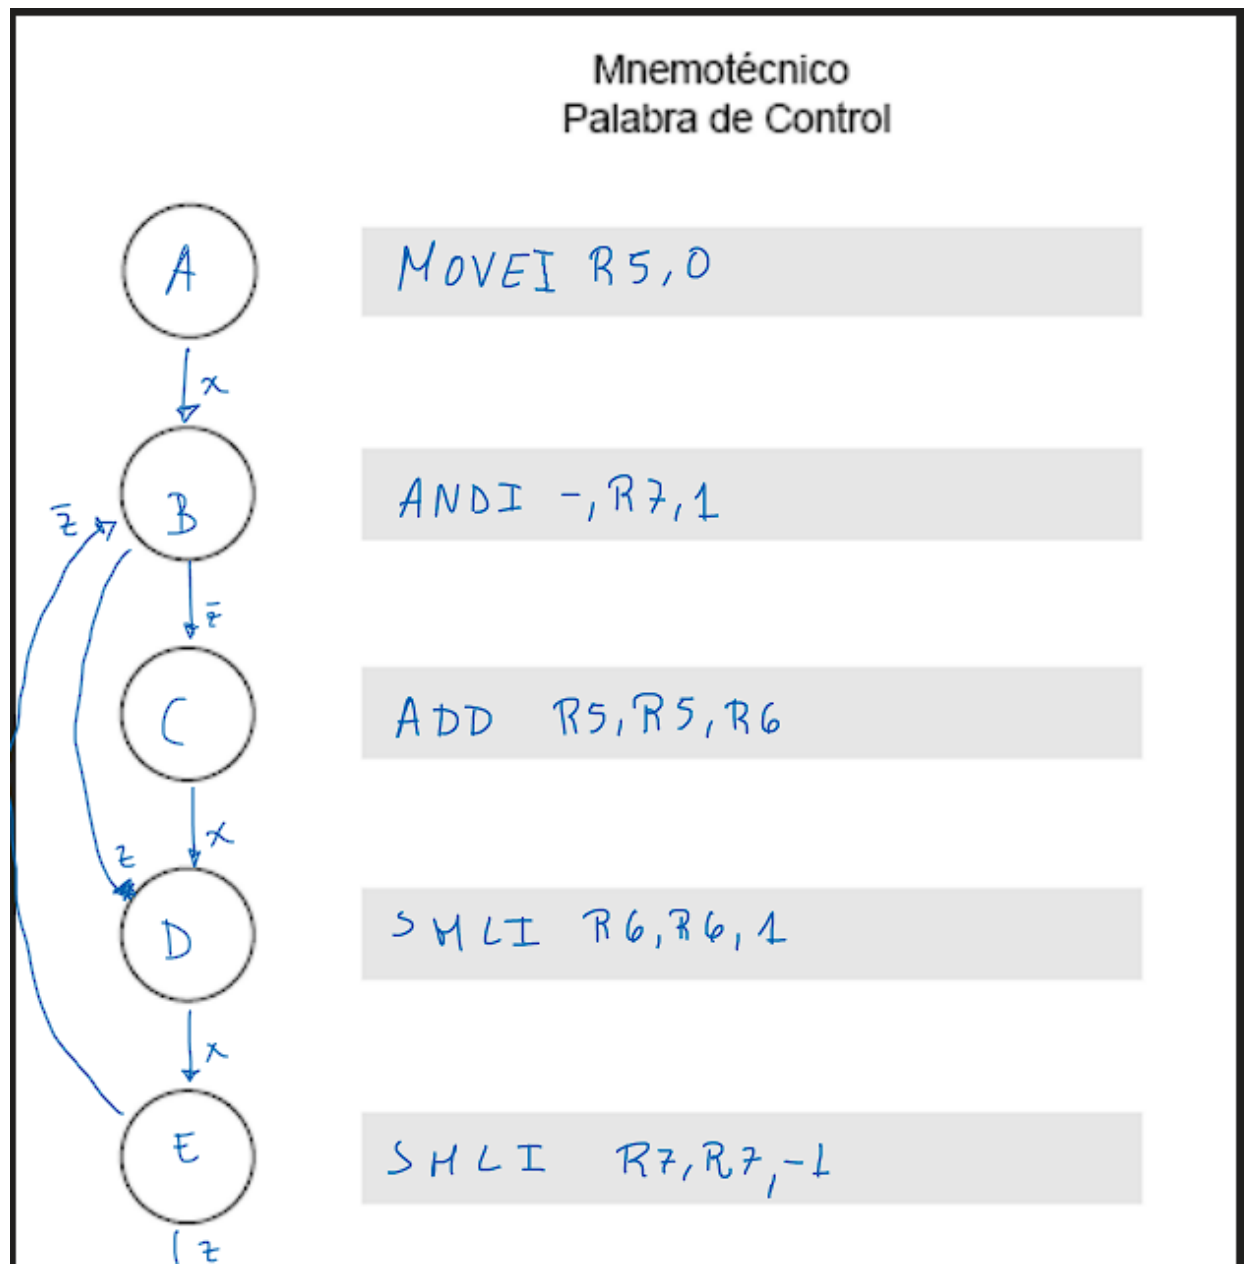 Mnemotécnico
Palabra de Control
A
MOVEI R5,0
x
B
ANDI -,R7,1
z̅
z̅
C
ADD R5,R5,R6
x
z
D
SHLI R6,R6,1
x
E
SHLI R7,R7,-1
z